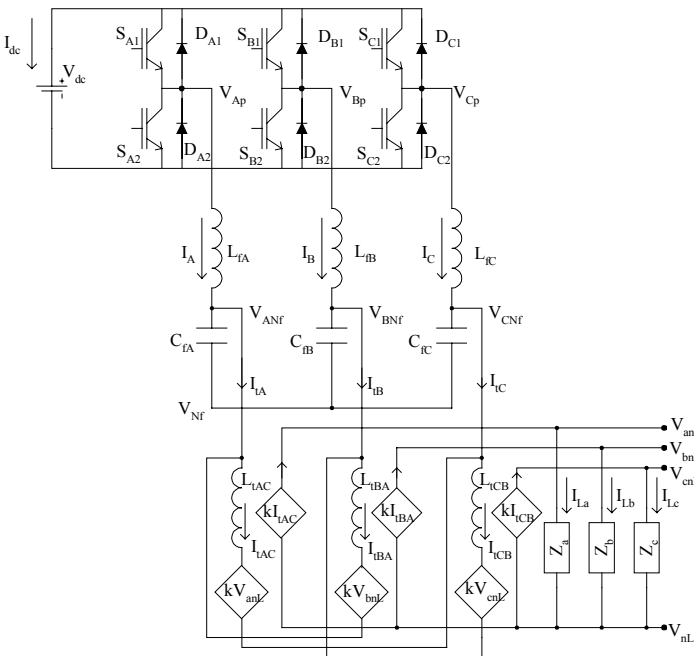 I_dc
V_dc
+
-
S_A1 D_A1 S_B1 D_B1 S_C1 D_C1
V_Ap V_Bp V_Cp
S_A2 D_A2 S_B2 D_B2 S_C2 D_C2
I_A L_fA I_B L_fB I_C L_fC
V_ANf V_BNf V_CNf
C_fA C_fB C_fC
I_tA I_tB I_tC
V_Nf
V_an
V_bn
V_cn
L_tAC L_tBA L_tCB
I_La I_Lb I_Lc
kI_tAC kI_tBA kI_tCB
Z_a Z_b Z_c
I_tAC I_tBA I_tCB
kV_anL kV_bnL kV_cnL
V_nL